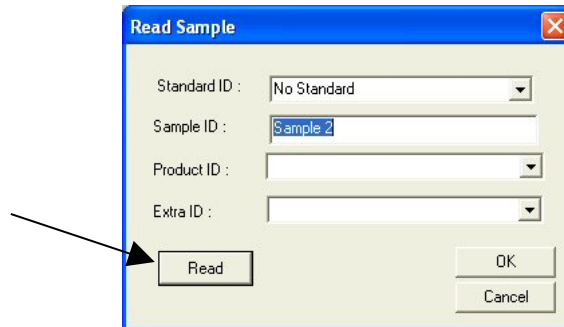 Read Sample
Standard ID : No Standard
Sample ID : Sample 2
Product ID :
Extra ID :
Read OK
Cancel